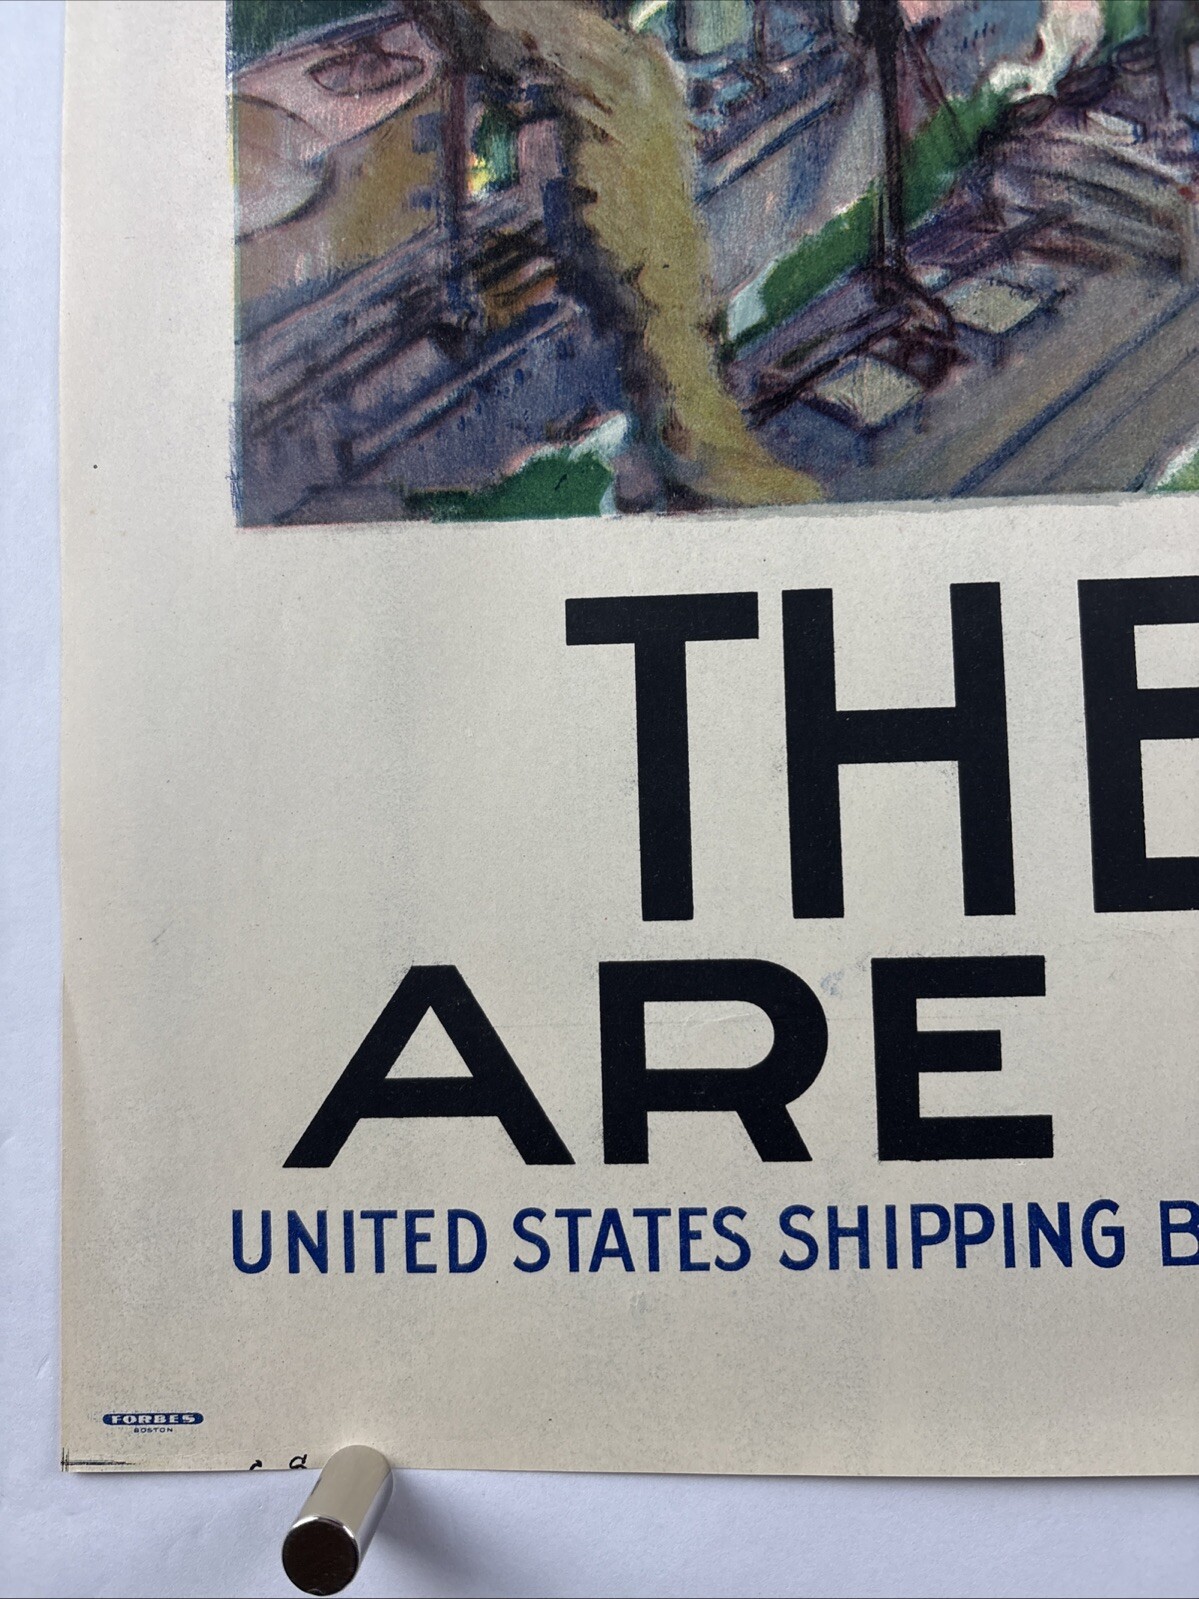 THE
ARE
UNITED STATES SHIPPING B
FORBES
BOSTON